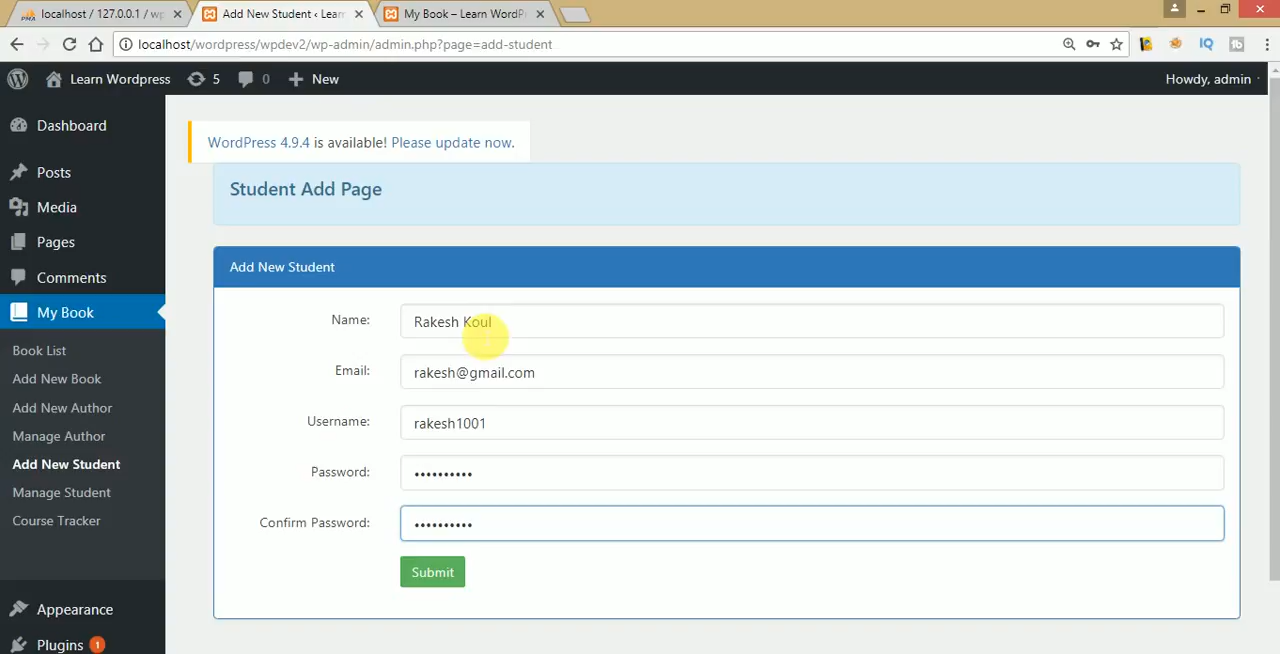 localhost / 127.0.0.1 / wp
Add New Student ‹ Learn
My Book – Learn WordPr
localhost/wordpress/wpdev2/wp-admin/admin.php?page=add-student
IQ
tb
Learn Wordpress
5
0
New
Howdy, admin
Dashboard
Posts
Media
Pages
Comments
My Book
Book List
Add New Book
Add New Author
Manage Author
Add New Student
Manage Student
Course Tracker
Appearance
Plugins 1
WordPress 4.9.4 is available! Please update now.
Student Add Page
Add New Student
Name: Rakesh Koul
Email: rakesh@gmail.com
Username: rakesh1001
Password: ••••••••••
Confirm Password: ••••••••••
Submit